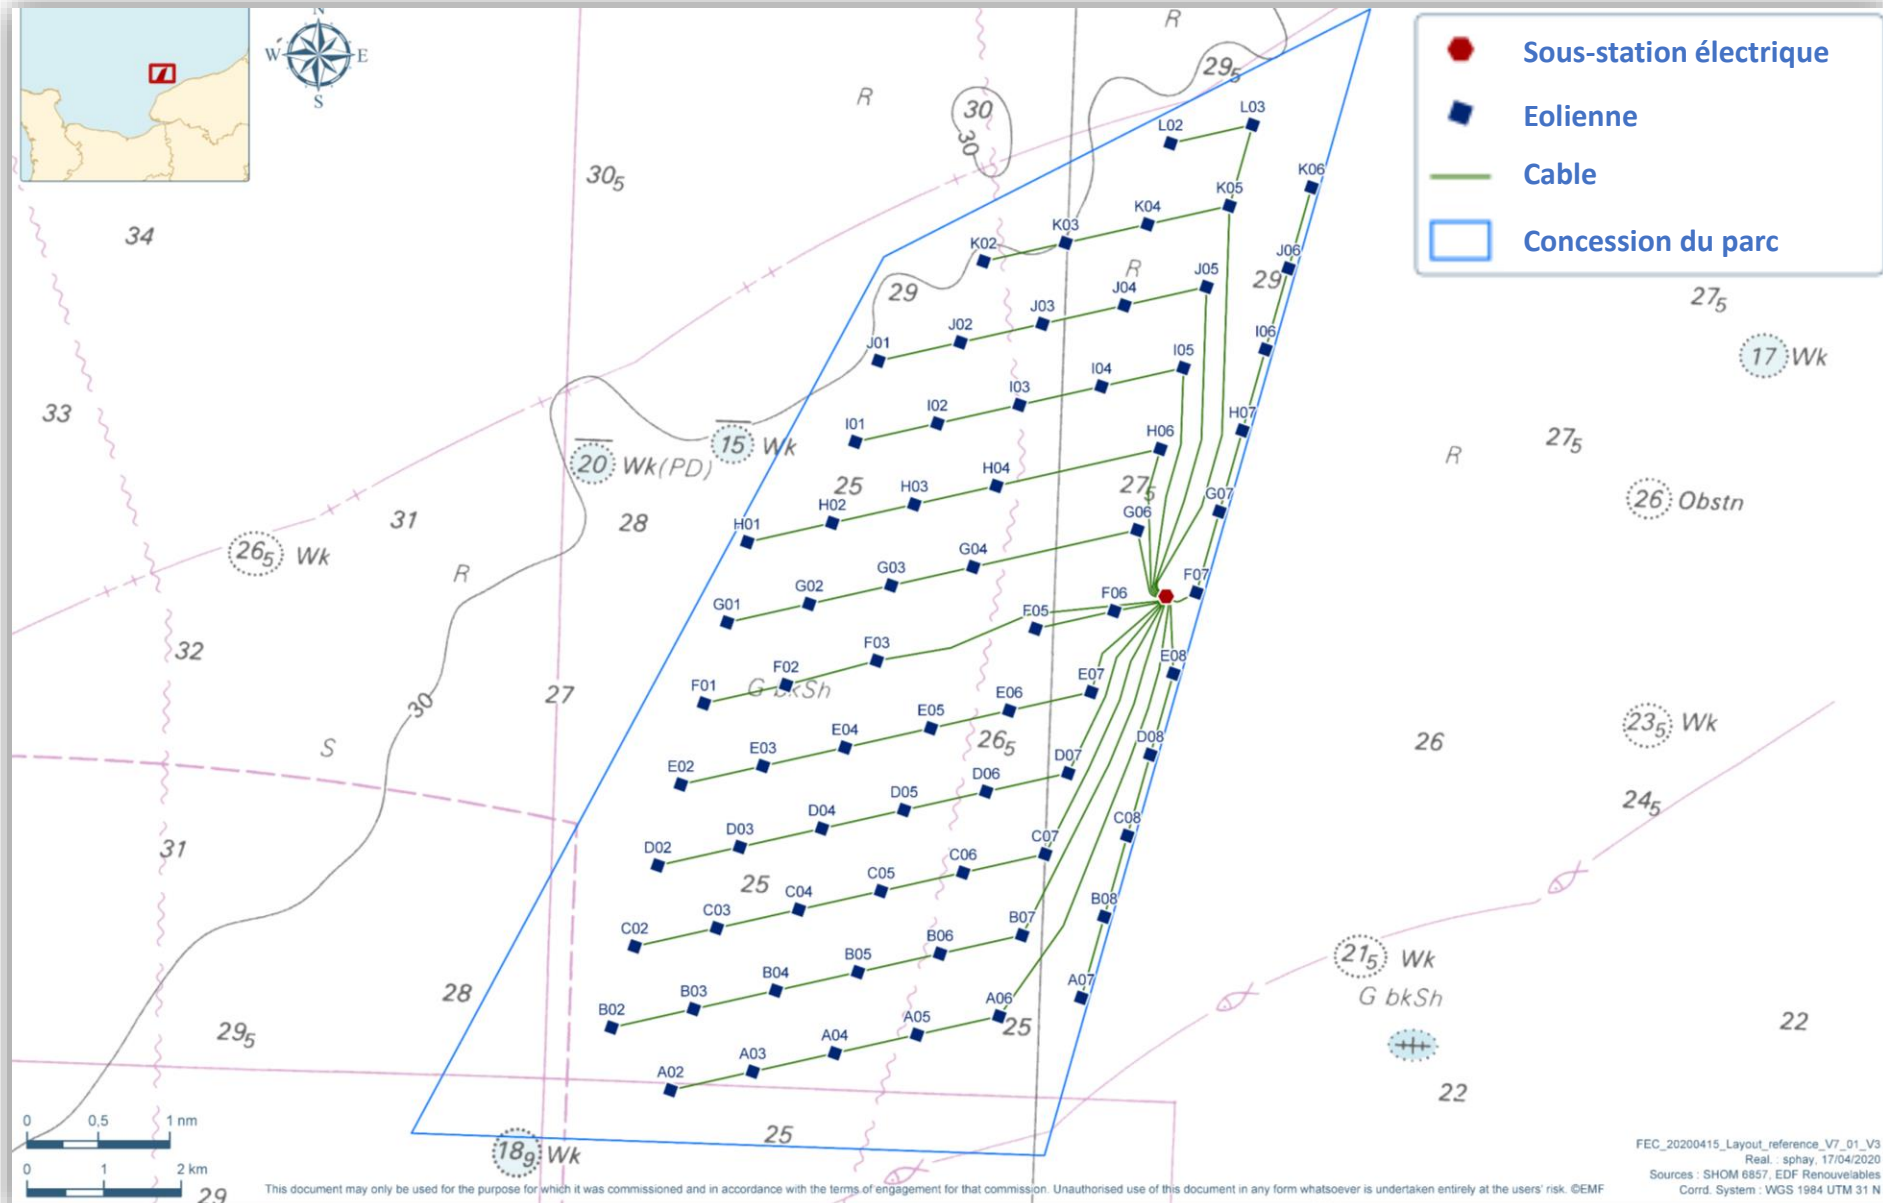 N
W E
S
Sous-station électrique
Eolienne
Cable
Concession du parc
R
R
29₅
30
30
30₅
34
L02
L03
K06
K05
K04
K03
K02
R
J06
J05
29
J04
J03
J02
J01
29
27₅
17 Wk
I06
I05
I04
I03
I02
I01
33
15 Wk
20 Wk(PD)
H07
H06
H04
H03
H02
H01
25
27₅
R
27₅
26 Obstn
31
28
26₅ Wk
R
G07
G06
G04
G03
G02
G01
F07
F06
F05
F03
F02
F01
G bkSh
32
27
30
S
E08
E07
E06
E05
E04
E03
E02
26₅
26
23₅ Wk
24₅
D08
D07
D06
D05
D04
D03
D02
31
25
C08
C07
C06
C05
C04
C03
C02
B08
B07
B06
B05
B04
B03
B02
21₅ Wk
G bkSh
28
29₅
A07
A06
A05
A04
A03
A02
25
22
22
25
18₉ Wk
29
0 0,5 1 nm
0 1 2 km
This document may only be used for the purpose for which it was commissioned and in accordance with the terms of engagement for that commission. Unauthorised use of this document in any form whatsoever is undertaken entirely at the users' risk. ©EMF
FEC_20200415_Layout_reference_V7_01_V3
Real. : sphay, 17/04/2020
Sources : SHOM 6857, EDF Renouvelables
Corrd. System : WGS 1984 UTM 31 N